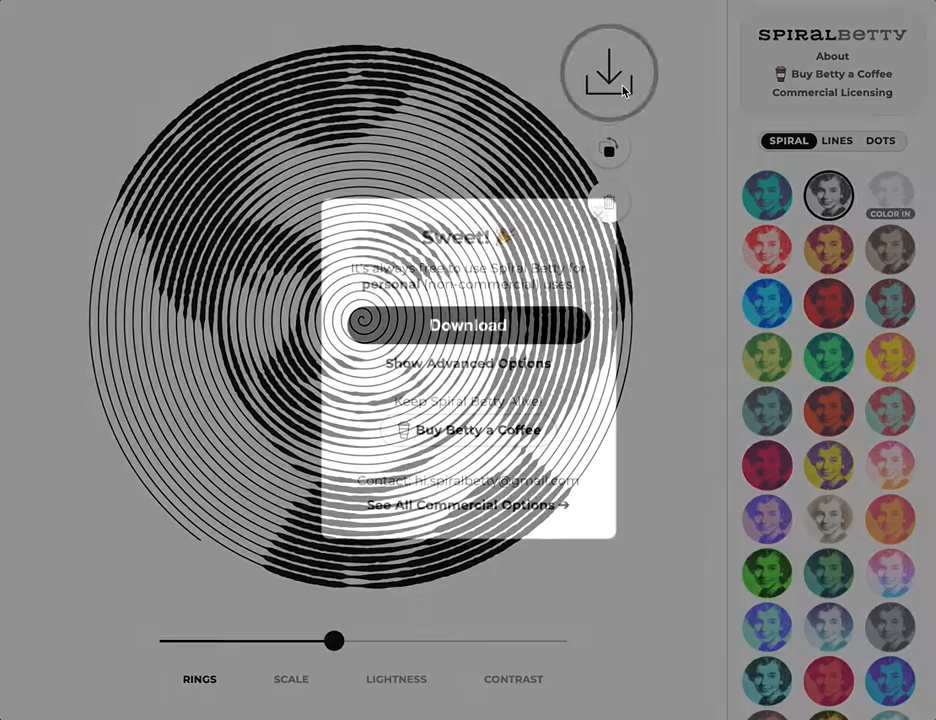 SPIRALBETTY
About
Buy Betty a Coffee
Commercial Licensing
SPIRAL LINES DOTS
COLOR IN
Sweet!
It's always free to use Spiral Betty for
personal (non-commercial) uses.
Download
Show Advanced Options
Keep Spiral Betty Alive!
Buy Betty a Coffee
Contact: hi.spiralbetty@gmail.com
See All Commercial Options →
RINGS SCALE LIGHTNESS CONTRAST